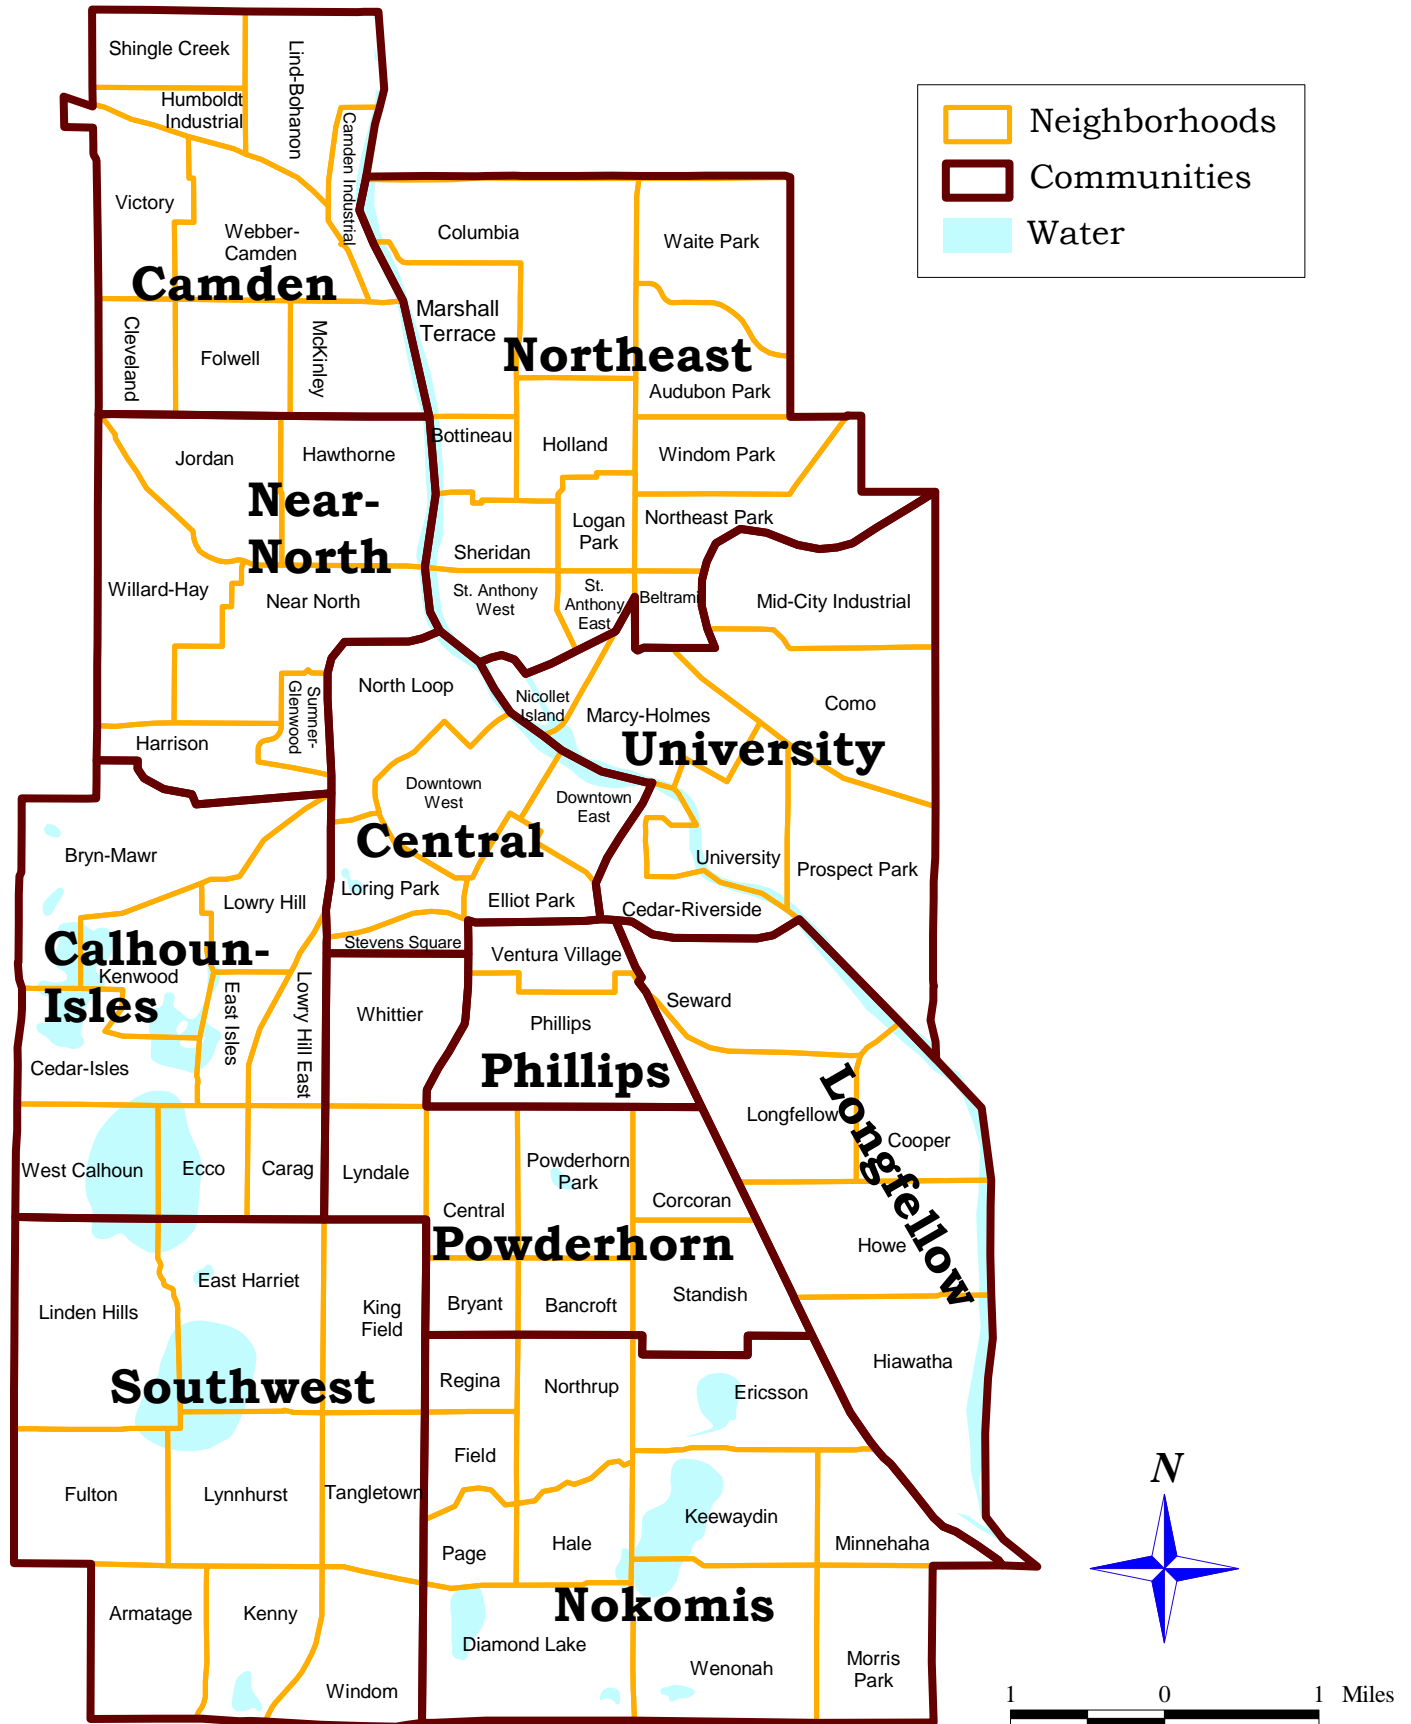 Shingle Creek
Lind-Bohanon
Humboldt
Industrial
Camden Industrial
Victory
Webber-
Camden
Camden
Cleveland
Folwell
McKinley
Neighborhoods
Communities
Water
Columbia
Waite Park
Marshall
Terrace
Northeast
Audubon Park
Bottineau
Holland
Windom Park
Logan
Park
Northeast Park
Sheridan
St. Anthony
West
St.
Anthony
East
Beltrami
Mid-City Industrial
Jordan
Hawthorne
Near-
North
Willard-Hay
Near North
Sumner-
Glenwood
Harrison
North Loop
Nicollet
Island
Marcy-Holmes
Como
University
Downtown
West
Downtown
East
Central
University
Prospect Park
Loring Park
Elliot Park
Cedar-Riverside
Stevens Square
Bryn-Mawr
Lowry Hill
Calhoun-
Isles
Kenwood
East Isles
Lowry Hill East
Cedar-Isles
West Calhoun
Ecco
Carag
Whittier
Ventura Village
Phillips
Phillips
Seward
Longfellow
Longfellow
Cooper
Howe
Hiawatha
Lyndale
Central
Powderhorn
Park
Corcoran
Powderhorn
Bryant
Bancroft
Standish
Linden Hills
East Harriet
King
Field
Southwest
Fulton
Lynnhurst
Tangletown
Armatage
Kenny
Windom
Regina
Northrup
Ericsson
Field
Keewaydin
Minnehaha
Page
Hale
Nokomis
Diamond Lake
Wenonah
Morris
Park
N
1 0 1 Miles